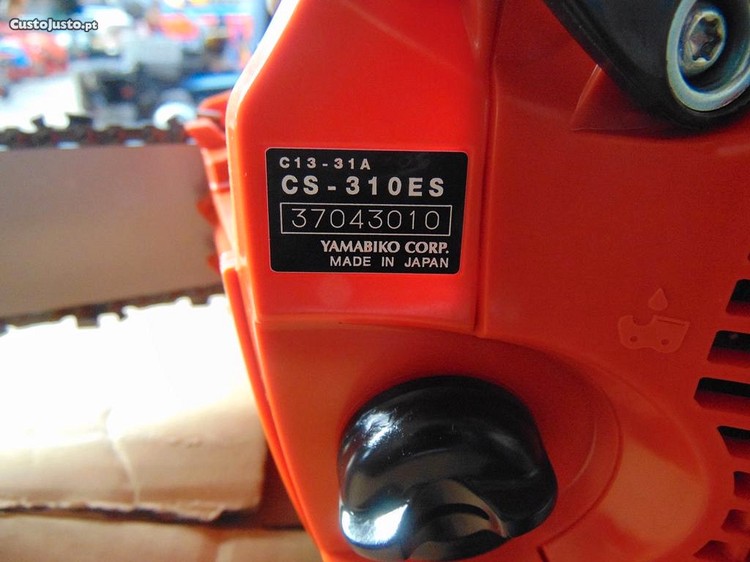 CustoJusto.pt
C13-31A
CS-310ES
37043010
YAMABIKO CORP.
MADE IN JAPAN